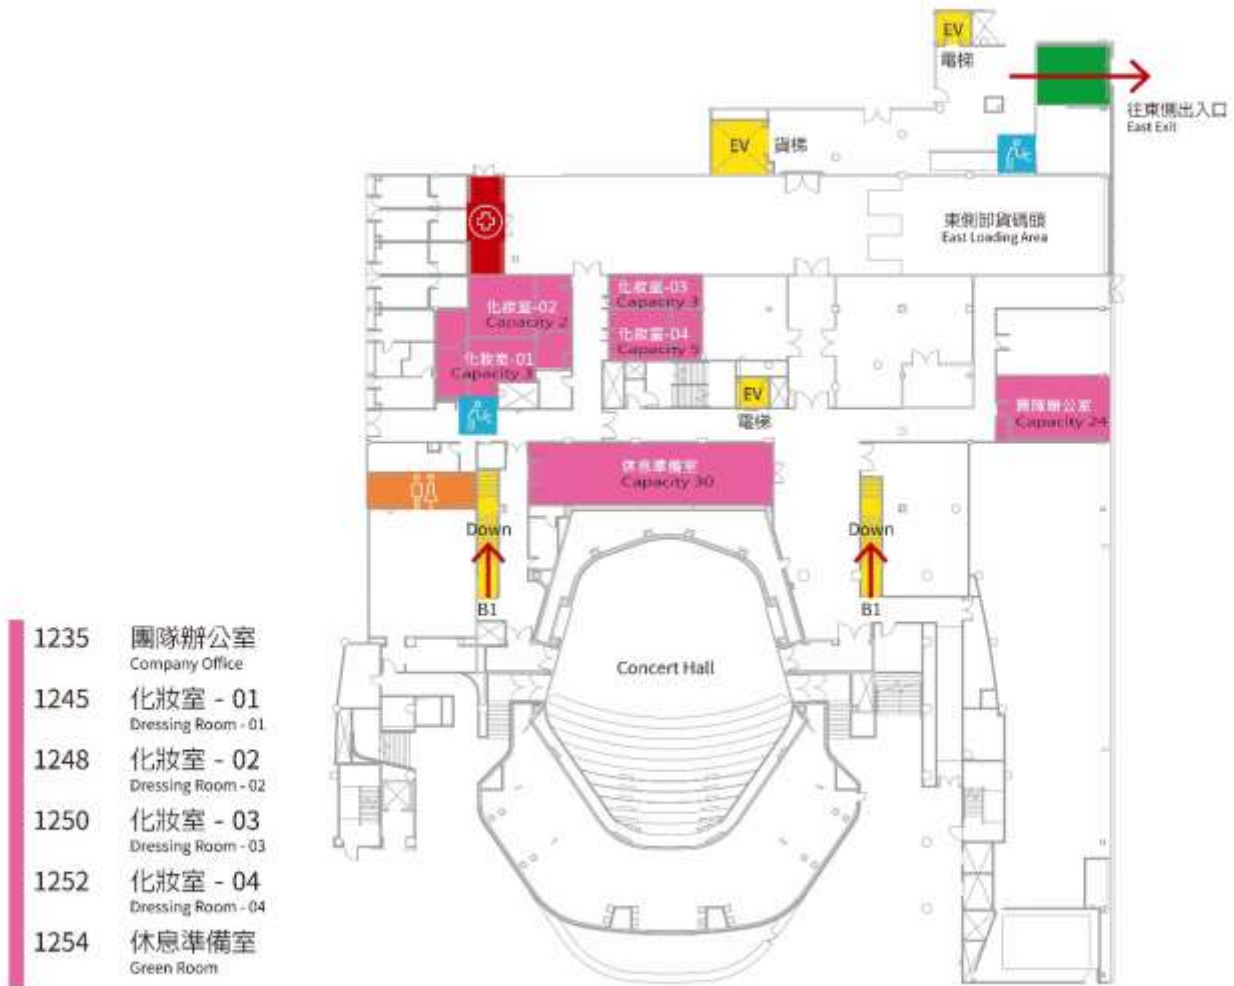 EV
電梯
往東側出入口
East Exit
EV 貨梯
東側卸貨碼頭
East Loading Area
化妝室-02
Capacity 2
化妝室-03
Capacity 3
化妝室-01
Capacity 3
化妝室-04
Capacity 5
EV
電梯
團隊辦公室
Capacity 24
休息準備室
Capacity 30
Down
B1
Down
B1
Concert Hall
1235 團隊辦公室
Company Office
1245 化妝室 - 01
Dressing Room - 01
1248 化妝室 - 02
Dressing Room - 02
1250 化妝室 - 03
Dressing Room - 03
1252 化妝室 - 04
Dressing Room - 04
1254 休息準備室
Green Room